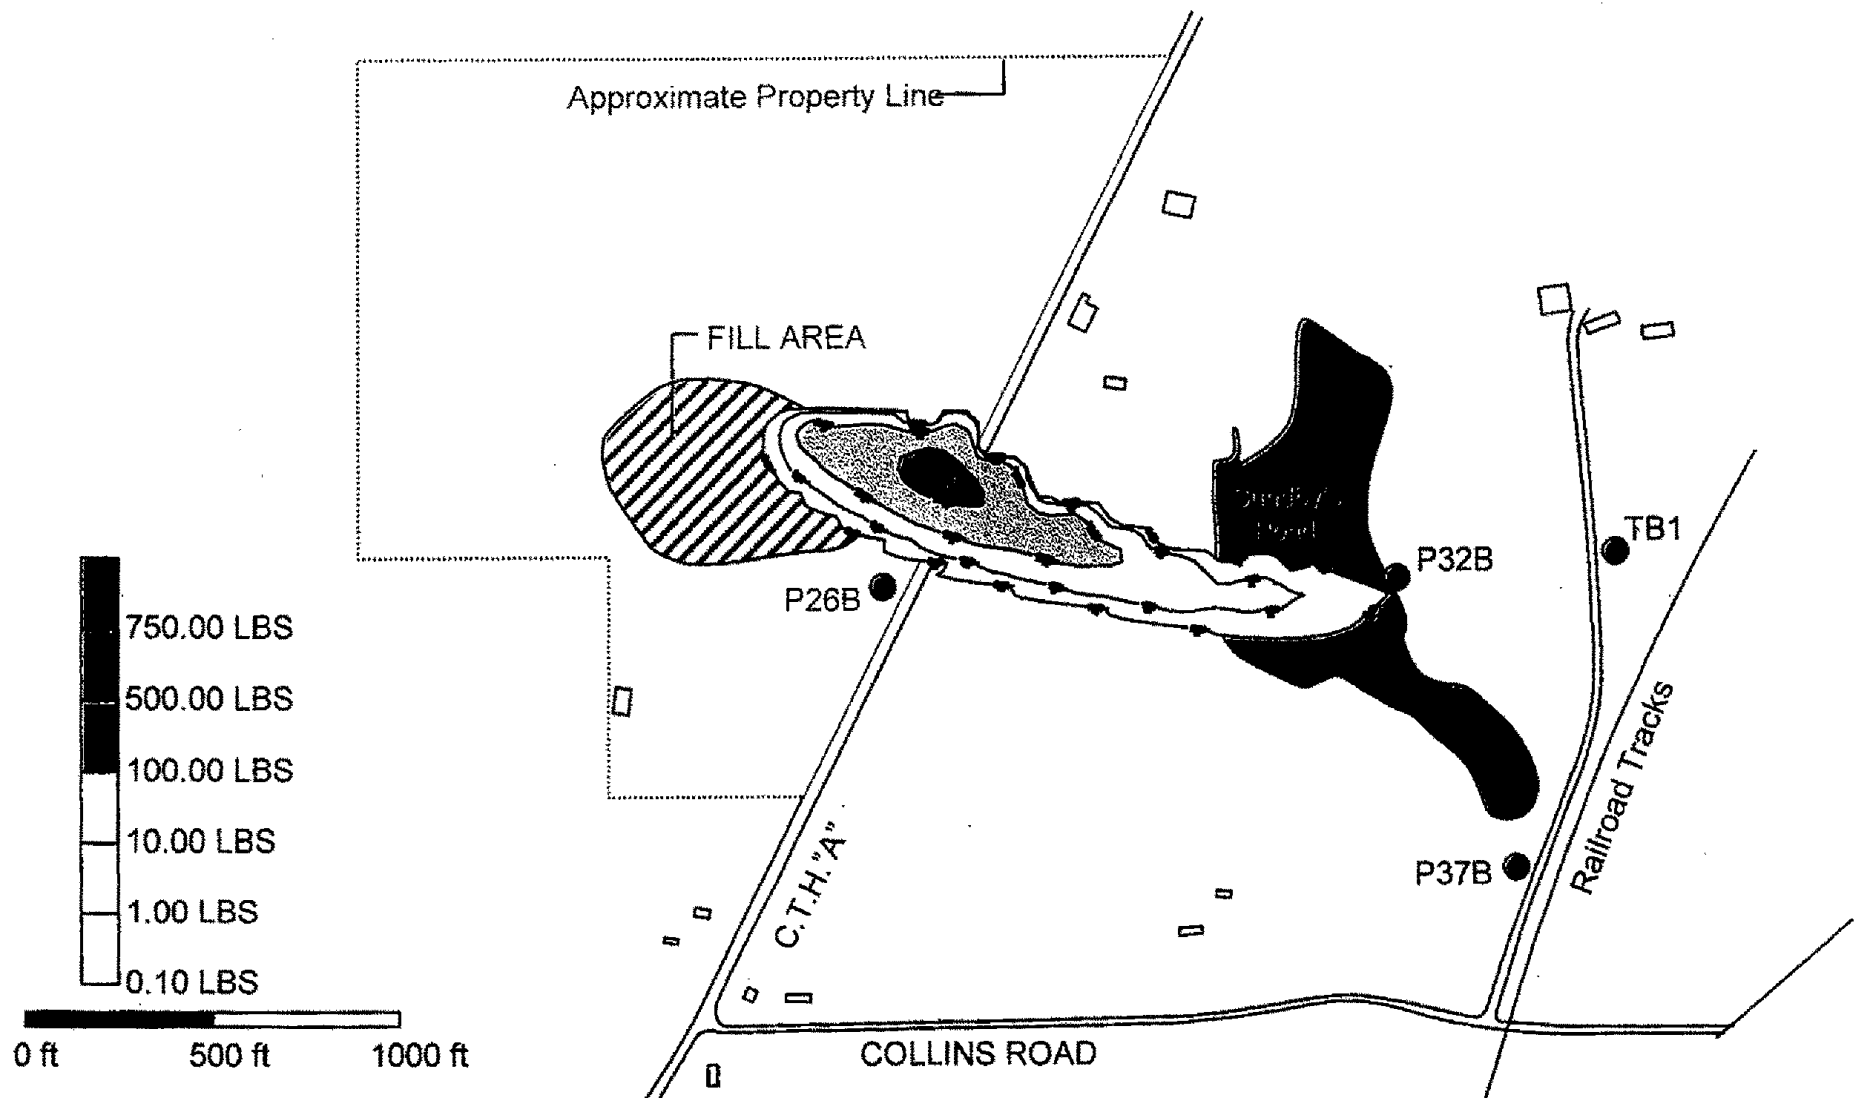 Approximate Property Line
FILL AREA
TB1
P32B
P26B
750.00 LBS
500.00 LBS
100.00 LBS
10.00 LBS
1.00 LBS
0.10 LBS
Railroad Tracks
C.T.H."A"
P37B
0 ft 500 ft 1000 ft
COLLINS ROAD
Pond